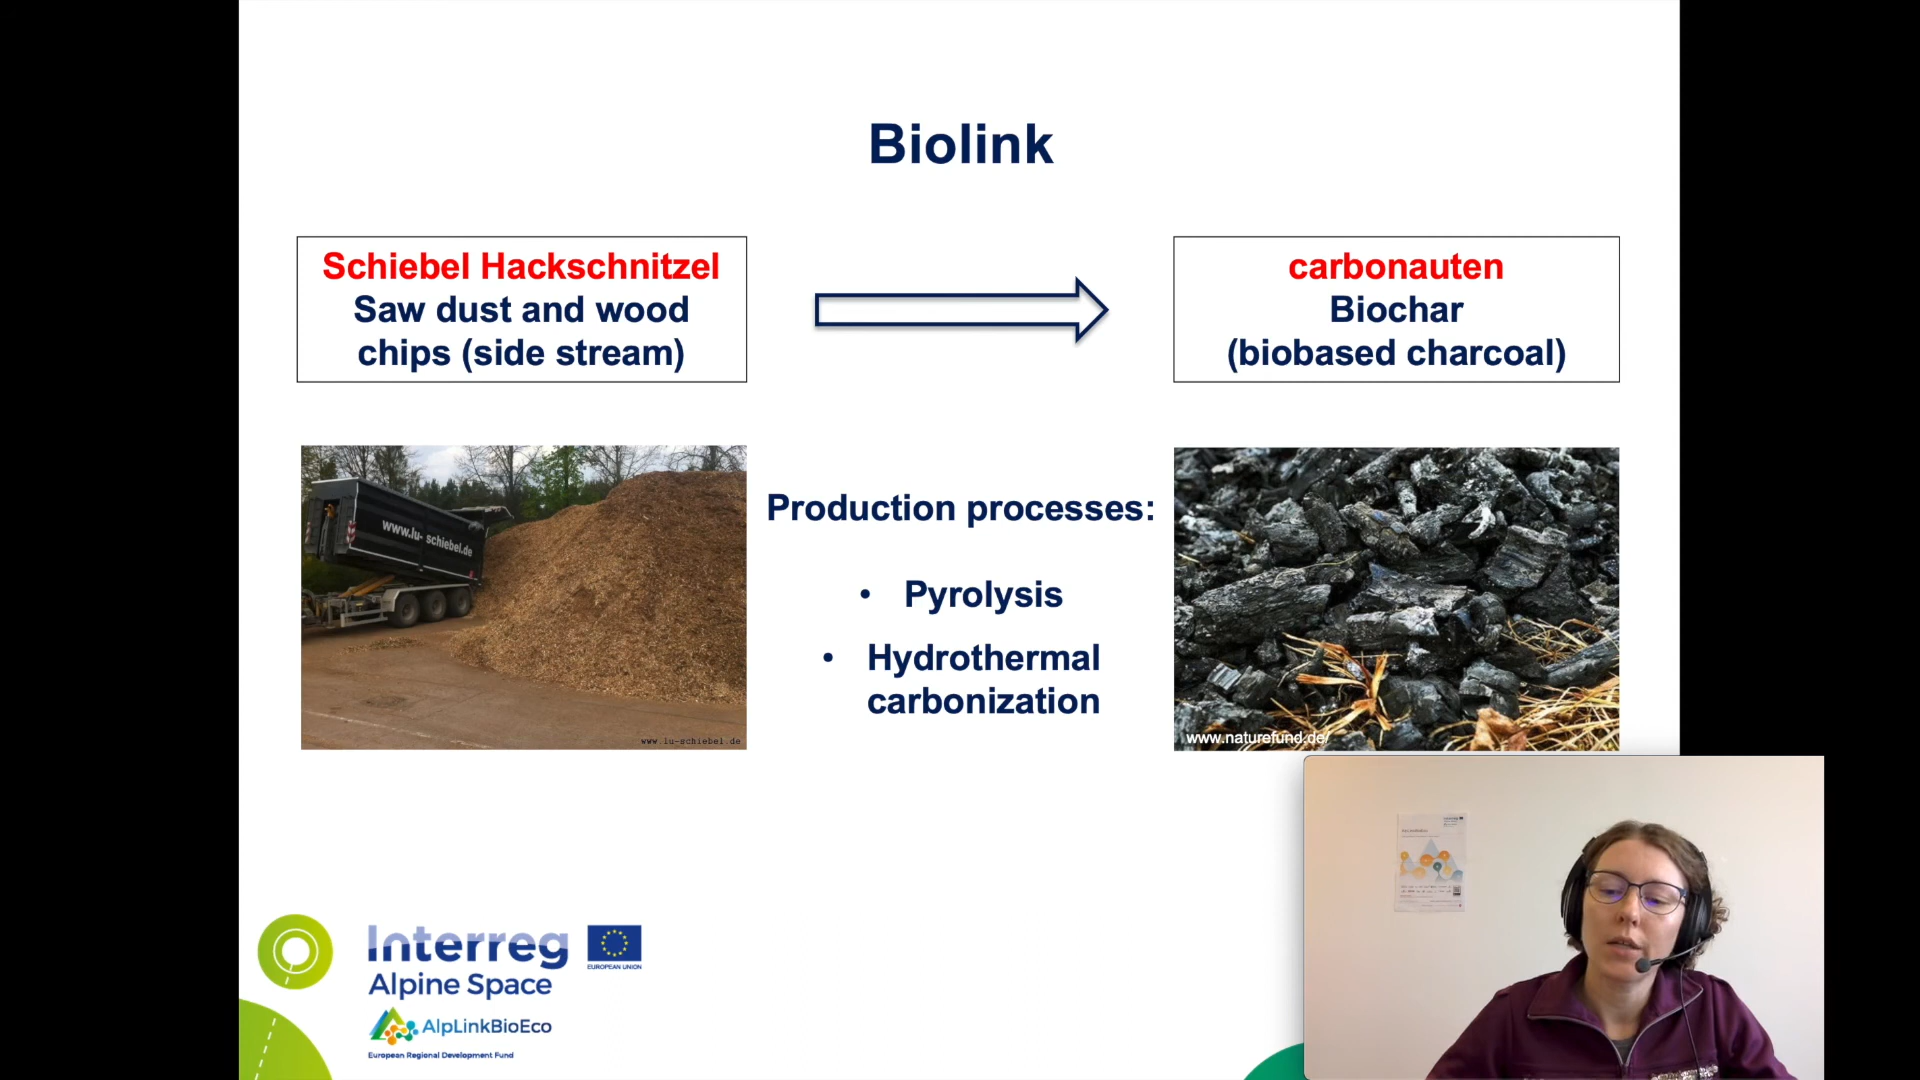 Biolink
Schiebel Hackschnitzel
Saw dust and wood
chips (side stream)
carbonauten
Biochar
(biobased charcoal)
www.lu- schiebel.de
www.lu-schiebel.de
Production processes:
• Pyrolysis
• Hydrothermal
carbonization
www.naturefund.de/
Interreg
EUROPEAN UNION
Alpine Space
AlpLinkBioEco
European Regional Development Fund
Interreg